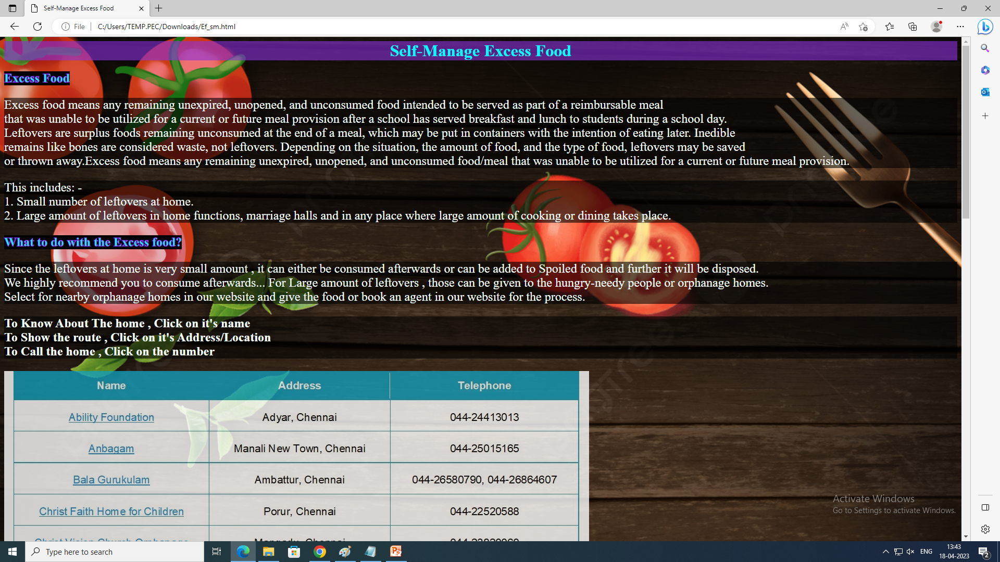 Self-Manage Excess Food
File
C:/Users/TEMP.PEC/Downloads/Ef_sm.html
Self-Manage Excess Food
Excess Food
Excess food means any remaining unexpired, unopened, and unconsumed food intended to be served as part of a reimbursable meal
that was unable to be utilized for a current or future meal provision after a school has served breakfast and lunch to students during a school day.
Leftovers are surplus foods remaining unconsumed at the end of a meal, which may be put in containers with the intention of eating later. Inedible
remains like bones are considered waste, not leftovers. Depending on the situation, the amount of food, and the type of food, leftovers may be saved
or thrown away.Excess food means any remaining unexpired, unopened, and unconsumed food/meal that was unable to be utilized for a current or future meal provision.
This includes: -
1. Small number of leftovers at home.
2. Large amount of leftovers in home functions, marriage halls and in any place where large amount of cooking or dining takes place.
What to do with the Excess food?
Since the leftovers at home is very small amount , it can either be consumed afterwards or can be added to Spoiled food and further it will be disposed.
We highly recommend you to consume afterwards... For Large amount of leftovers , those can be given to the hungry-needy people or orphanage homes.
Select for nearby orphanage homes in our website and give the food or book an agent in our website for the process.
To Know About The home , Click on it's name
To Show the route , Click on it's Address/Location
To Call the home , Click on the number
Name Address Telephone
Ability Foundation Adyar, Chennai 044-24413013
Anbagam Manali New Town, Chennai 044-25015165
Bala Gurukulam Ambattur, Chennai 044-26580790, 044-26864607
Christ Faith Home for Children Porur, Chennai 044-22520588
Activate Windows
Go to Settings to activate Windows.
Type here to search
ENG
13:43
18-04-2023
2